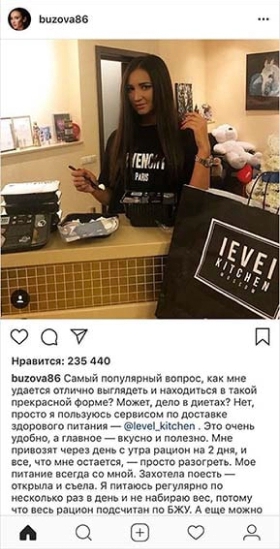 buzova86
GIVENCHY
PARIS
LEVEL
KITCHEN
MOSCOW
Нравится: 235 440
buzova86 Самый популярный вопрос, как мне
удается отлично выглядеть и находиться в такой
прекрасной форме? Может, дело в диетах? Нет,
просто я пользуюсь сервисом по доставке
здорового питания — @level_kitchen . Это очень
удобно, а главное — вкусно и полезно. Мне
привозят через день с утра рацион на 2 дня, и
все, что мне остается, — просто разогреть. Мое
питание всегда со мной. Захотела поесть —
открыла и съела. Я питаюсь регулярно по
несколько раз в день и не набираю вес, потому
что весь рацион подсчитан по БЖУ. А еще можно